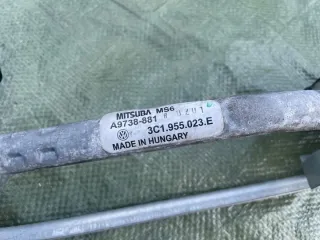 MITSUBA MS6
A9738-881
3C1.955.023.E
MADE IN HUNGARY